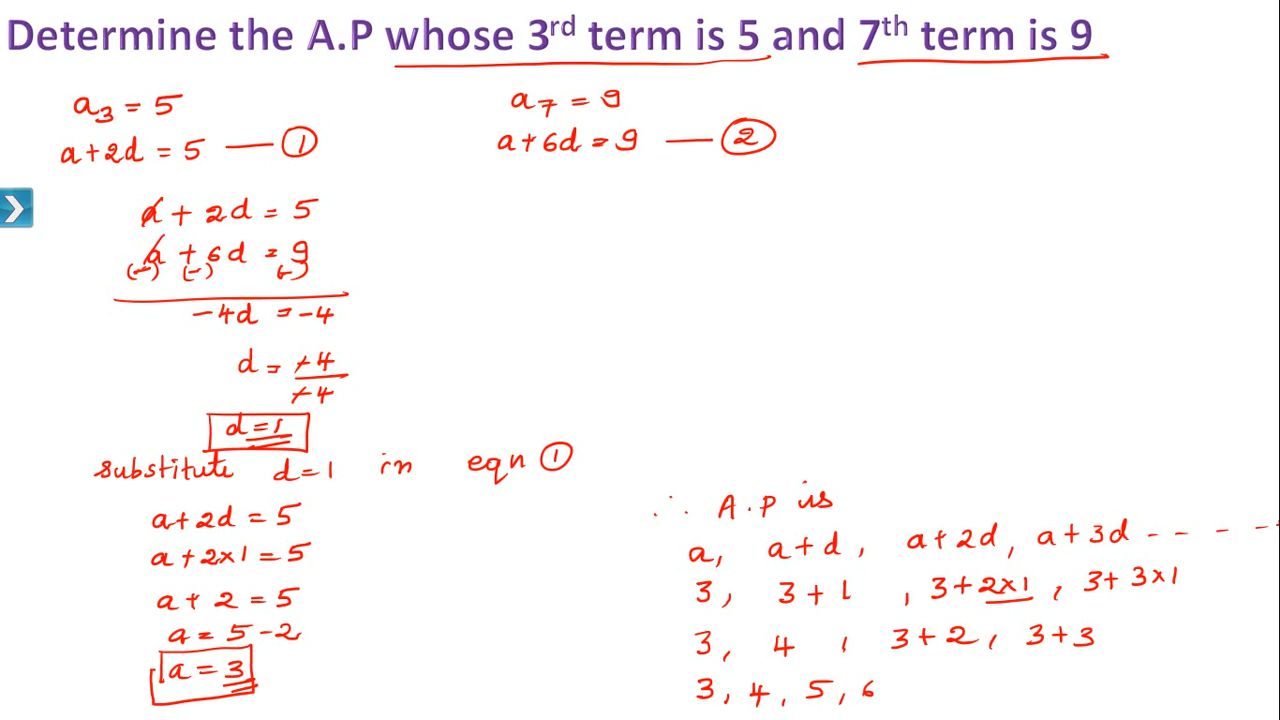 Determine the A.P whose 3rd term is 5 and 7th term is 9
a3 = 5
a+2d = 5 —— ①
a7 = 9
a+6d = 9 —— ②
a + 2d = 5
a + 6d = 9
(-) (-) (-)
-4d = -4
d = -4/-4
d = 1
substitute d=1 in eqn ①
a+2d = 5
a+2×1 = 5
a + 2 = 5
a = 5-2
a = 3
∴ A.P is
a, a+d, a+2d, a+3d - - - - -
3, 3+1, 3+2×1, 3+3×1
3, 4, 3+2, 3+3
3, 4, 5, 6